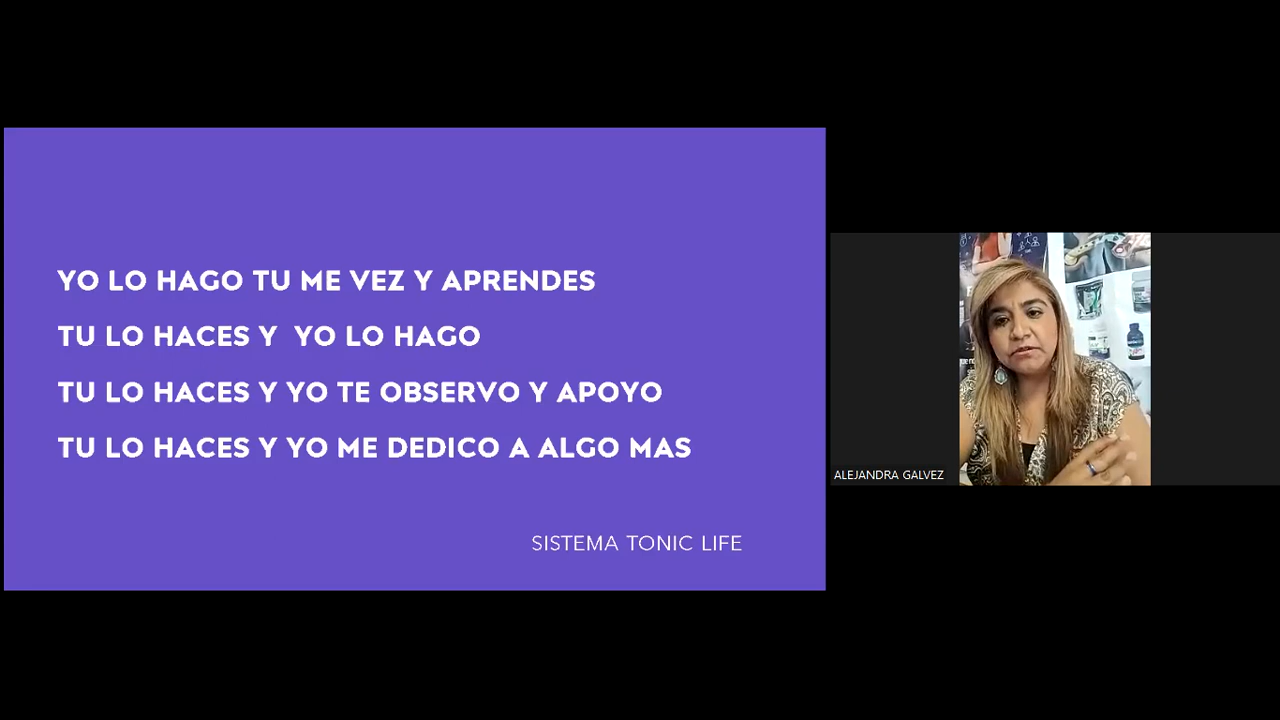 YO LO HAGO TU ME VEZ Y APRENDES
TU LO HACES Y  YO LO HAGO
TU LO HACES Y YO TE OBSERVO Y APOYO
TU LO HACES Y YO ME DEDICO A ALGO MAS
SISTEMA TONIC LIFE
ALEJANDRA GALVEZ